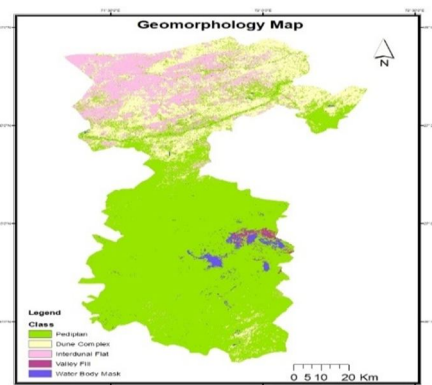 Geomorphology Map
N
Legend
Class
Pediplan
Dune Complex
Interdunal Flat
Valley Fill
Water Body Mask
0 5 10 20 Km